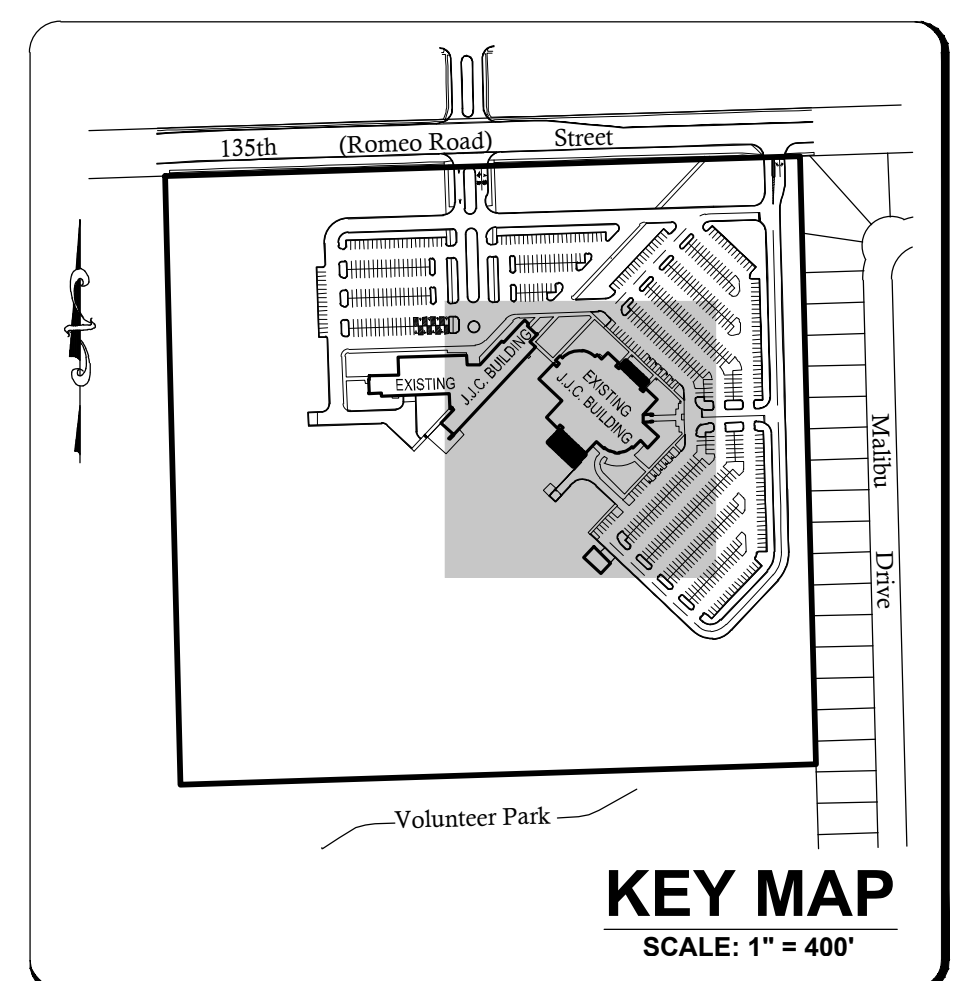 135th (Romeo Road) Street
EXISTING
J.J.C. BUILDING
EXISTING
J.J.C. BUILDING
Malibu Drive
Volunteer Park
KEY MAP
SCALE: 1" = 400'